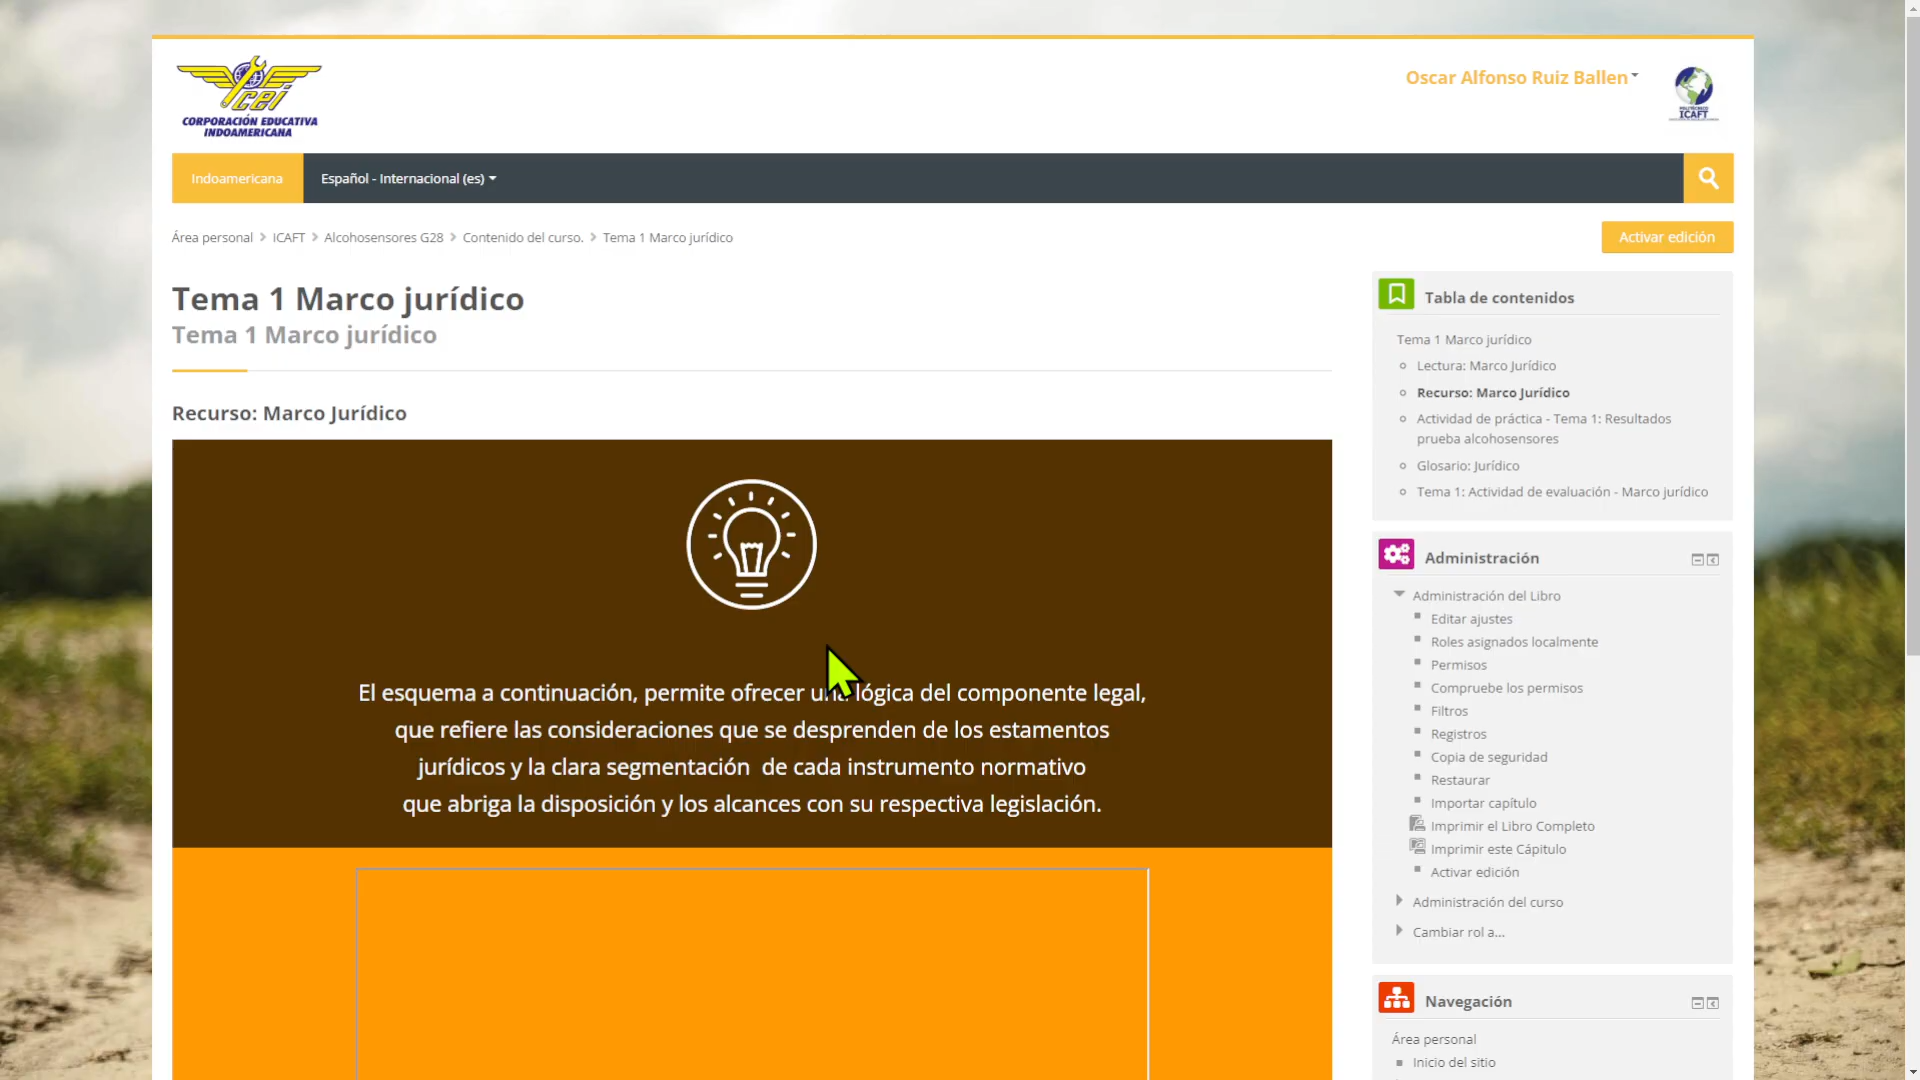 cei
CORPORACIÓN EDUCATIVA
INDOAMERICANA
Oscar Alfonso Ruiz Ballen
ICAFT
Indoamericana
Español - Internacional (es)
Área personal
ICAFT
Alcohosensores G28
Contenido del curso.
Tema 1 Marco jurídico
Activar edición
Tema 1 Marco jurídico
Tema 1 Marco jurídico
Recurso: Marco Jurídico
El esquema a continuación, permite ofrecer una lógica del componente legal,
que refiere las consideraciones que se desprenden de los estamentos
jurídicos y la clara segmentación  de cada instrumento normativo
que abriga la disposición y los alcances con su respectiva legislación.
Tabla de contenidos
Tema 1 Marco jurídico
Lectura: Marco Jurídico
Recurso: Marco Jurídico
Actividad de práctica - Tema 1: Resultados
prueba alcohosensores
Glosario: Jurídico
Tema 1: Actividad de evaluación - Marco jurídico
Administración
Administración del Libro
Editar ajustes
Roles asignados localmente
Permisos
Compruebe los permisos
Filtros
Registros
Copia de seguridad
Restaurar
Importar capítulo
Imprimir el Libro Completo
Imprimir este Cápitulo
Activar edición
Administración del curso
Cambiar rol a...
Navegación
Área personal
Inicio del sitio